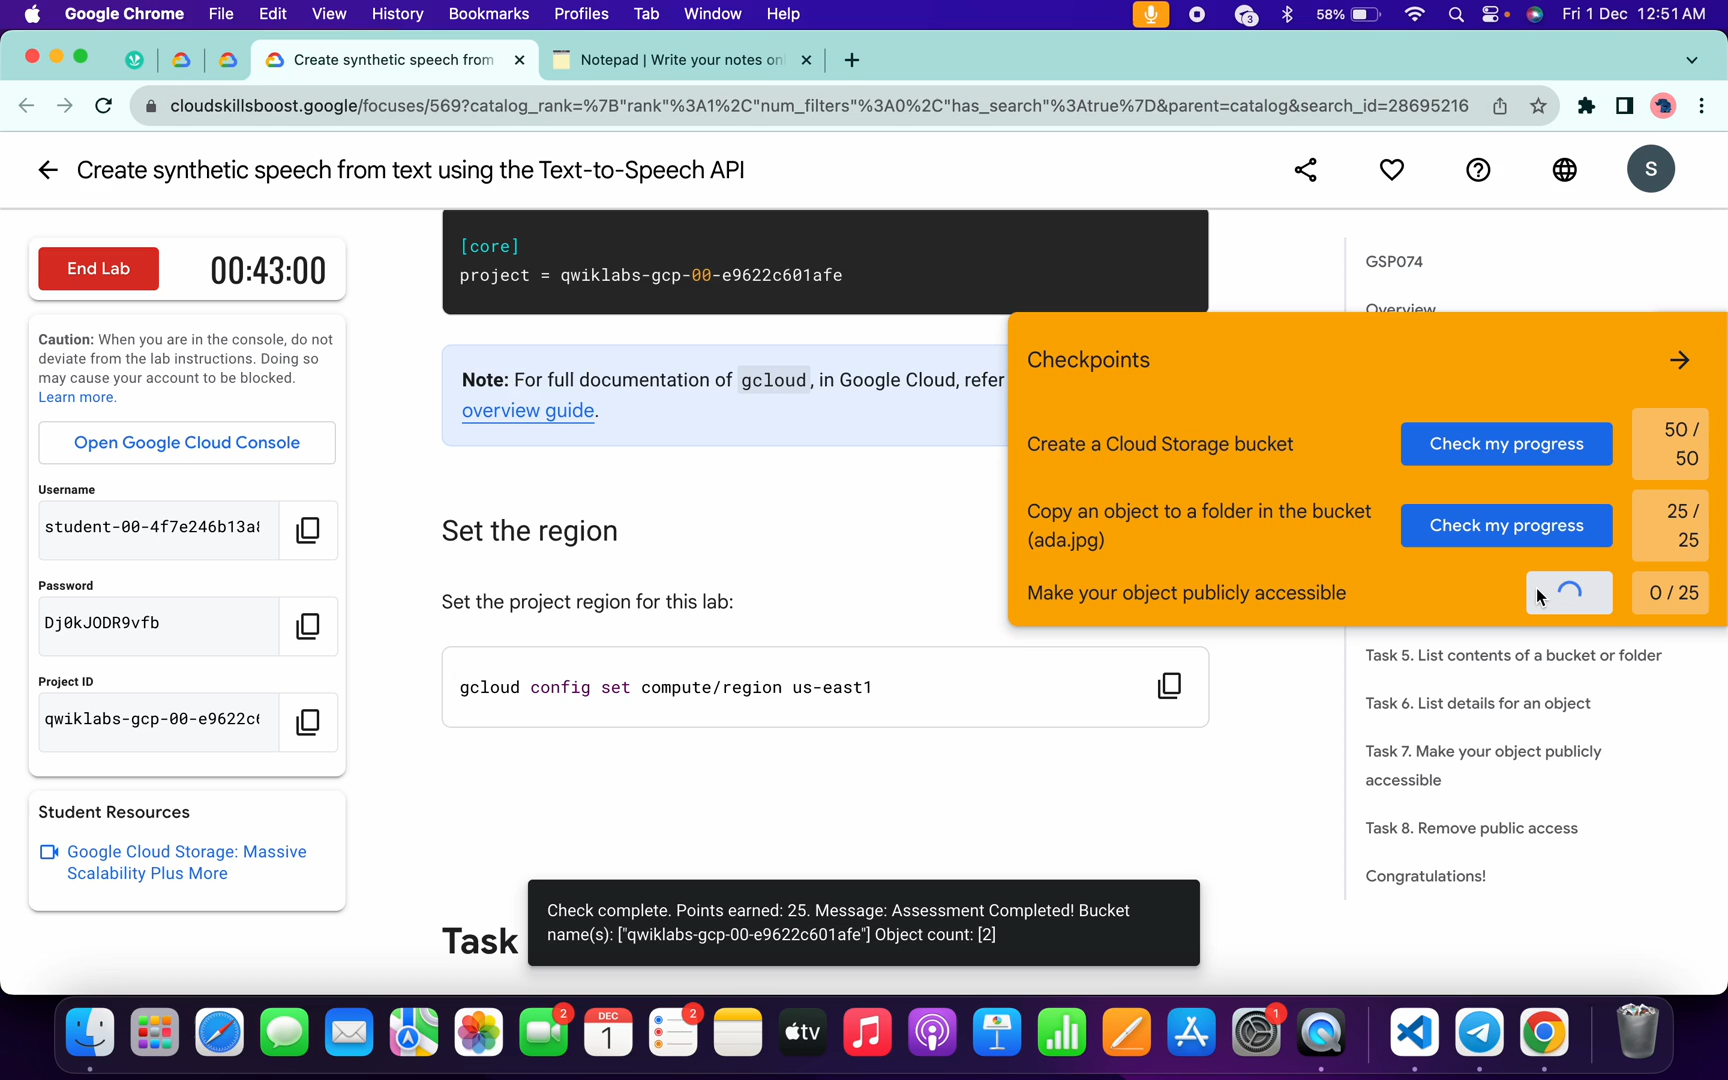 Google Chrome File Edit View History Bookmarks Profiles Tab Window Help 3 58% Fri 1 Dec 12:51 AM
Create synthetic speech from
Notepad | Write your notes on
cloudskillsboost.google/focuses/569?catalog_rank=%7B"rank"%3A1%2C"num_filters"%3A0%2C"has_search"%3Atrue%7D&parent=catalog&search_id=28695216
Create synthetic speech from text using the Text-to-Speech API
S
End Lab
00:43:00
Caution: When you are in the console, do not
deviate from the lab instructions. Doing so
may cause your account to be blocked.
Learn more.
Open Google Cloud Console
Username
student-00-4f7e246b13a
Password
Dj0kJODR9vfb
Project ID
qwiklabs-gcp-00-e9622c
Student Resources
Google Cloud Storage: Massive
Scalability Plus More
[core]
project = qwiklabs-gcp-00-e9622c601afe
Note: For full documentation of gcloud, in Google Cloud, refer
overview guide.
Set the region
Set the project region for this lab:
gcloud config set compute/region us-east1
Task
Check complete. Points earned: 25. Message: Assessment Completed! Bucket
name(s): ["qwiklabs-gcp-00-e9622c601afe"] Object count: [2]
GSP074
Overview
Checkpoints
Create a Cloud Storage bucket
Check my progress
50 /
50
Copy an object to a folder in the bucket
(ada.jpg)
Check my progress
25 /
25
Make your object publicly accessible
0 / 25
Task 5. List contents of a bucket or folder
Task 6. List details for an object
Task 7. Make your object publicly
accessible
Task 8. Remove public access
Congratulations!
2
DEC
1
2
tv
1